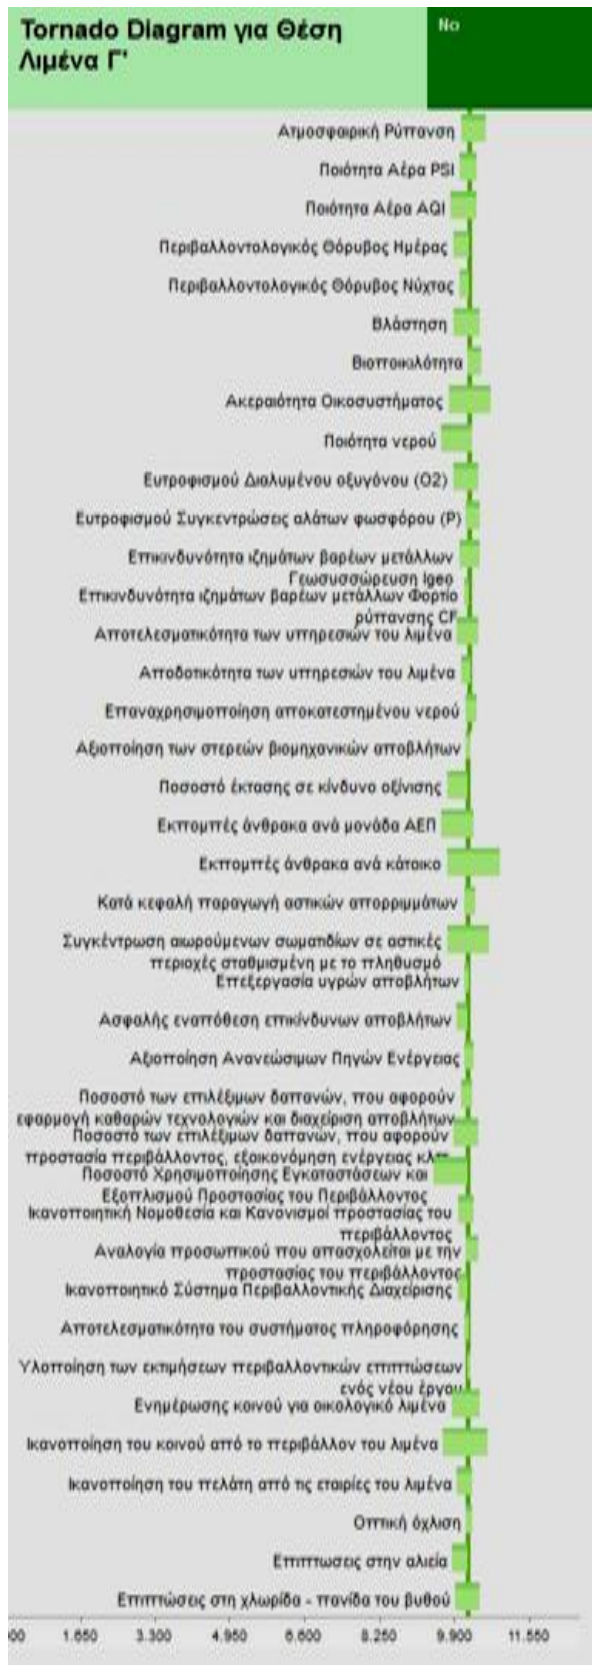 Tornado Diagram για Θέση
Λιμένα Γ'
No
Ατμοσφαιρική Ρύπανση
Ποιότητα Αέρα PSI
Ποιότητα Αέρα AQI
Περιβαλλοντολογικός Θόρυβος Ημέρας
Περιβαλλοντολογικός Θόρυβος Νύχτας
Βλάστηση
Βιοποικιλότητα
Ακεραιότητα Οικοσυστήματος
Ποιότητα νερού
Ευτροφισμού Διαλυμένου οξυγόνου (O2)
Ευτροφισμού Συγκεντρώσεις αλάτων φωσφόρου (P)
Επικινδυνότητα ιζημάτων βαρέων μετάλλων
Γεωσυσσώρευση Igeo
Επικινδυνότητα ιζημάτων βαρέων μετάλλων Φορτίο
ρύπανσης CF
Αποτελεσματικότητα των υπηρεσιών του λιμένα
Αποδοτικότητα των υπηρεσιών του λιμένα
Επαναχρησιμοποίηση αποκατεστημένου νερού
Αξιοποίηση των στερεών βιομηχανικών αποβλήτων
Ποσοστό έκτασης σε κίνδυνο οξίνισης
Εκπομπές άνθρακα ανά μονάδα ΑΕΠ
Εκπομπές άνθρακα ανά κάτοικο
Κατά κεφαλή παραγωγή αστικών απορριμμάτων
Συγκέντρωση αιωρούμενων σωματιδίων σε αστικές
περιοχές σταθμισμένη με το πληθυσμό
Επεξεργασία υγρών αποβλήτων
Ασφαλής εναπόθεση επικίνδυνων αποβλήτων
Αξιοποίηση Ανανεώσιμων Πηγών Ενέργειας
Ποσοστό των επιλέξιμων δαπανών, που αφορούν
εφαρμογή καθαρών τεχνολογιών και διαχείριση αποβλήτων
Ποσοστό των επιλέξιμων δαπανών, που αφορούν
προστασία περιβάλλοντος, εξοικονόμηση ενέργειας κλπ
Ποσοστό Χρησιμοποίησης Εγκαταστάσεων και
Εξοπλισμού Προστασίας του Περιβάλλοντος
Ικανοποιητική Νομοθεσία και Κανονισμοί προστασίας του
περιβάλλοντος
Αναλογία προσωπικού που απασχολείται με την
προστασίας του περιβάλλοντος
Ικανοποιητικό Σύστημα Περιβαλλοντικής Διαχείρισης
Αποτελεσματικότητα του συστήματος πληροφόρησης
Υλοποίηση των εκτιμήσεων περιβαλλοντικών επιπτώσεων
ενός νέου έργου
Ενημέρωσης κοινού για οικολογικό λιμένα
Ικανοποίηση του κοινού από το περιβάλλον του λιμένα
Ικανοποίηση του πελάτη από τις εταιρίες του λιμένα
Οπτική όχλιση
Επιπτωσεις στην αλιεία
Επιπτώσεις στη χλωρίδα - πανίδα του βυθού
1.650 3.300 4.950 6.600 8.250 9.900 11.550